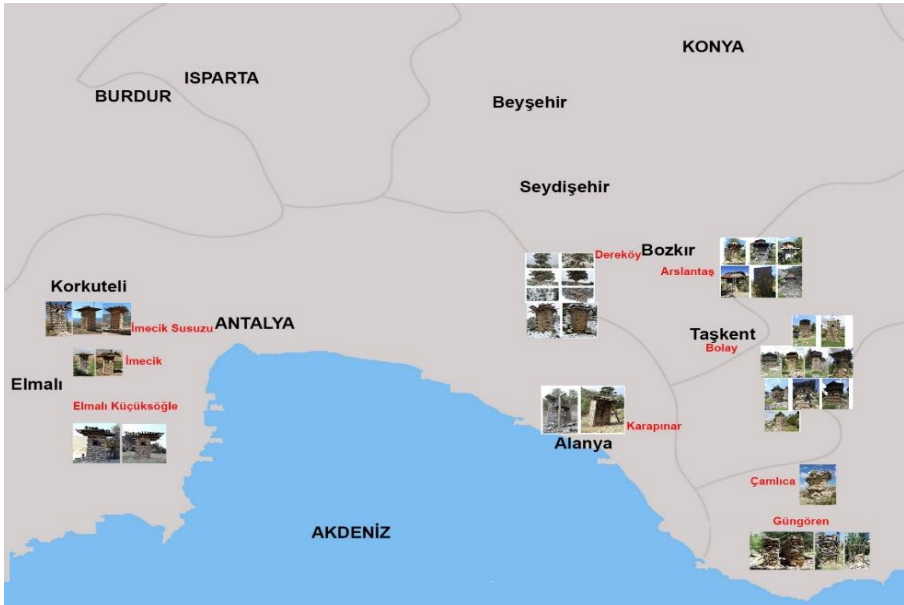 KONYA
ISPARTA
BURDUR
Beyşehir
Seydişehir
Dereköy
Bozkır
Arslantaş
Korkuteli
İmecik Susuzu
ANTALYA
Taşkent
Bolay
İmecik
Elmalı
Elmalı Küçüksöğle
Karapınar
Alanya
Çamlıca
Güngören
AKDENİZ